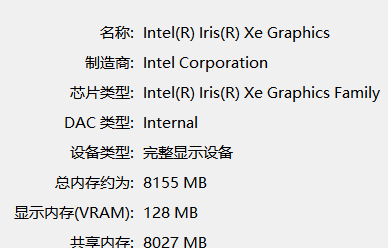 名称: Intel(R) Iris(R) Xe Graphics
制造商: Intel Corporation
芯片类型: Intel(R) Iris(R) Xe Graphics Family
DAC 类型: Internal
设备类型: 完整显示设备
总内存约为: 8155 MB
显示内存(VRAM): 128 MB
共享内存: 8027 MB